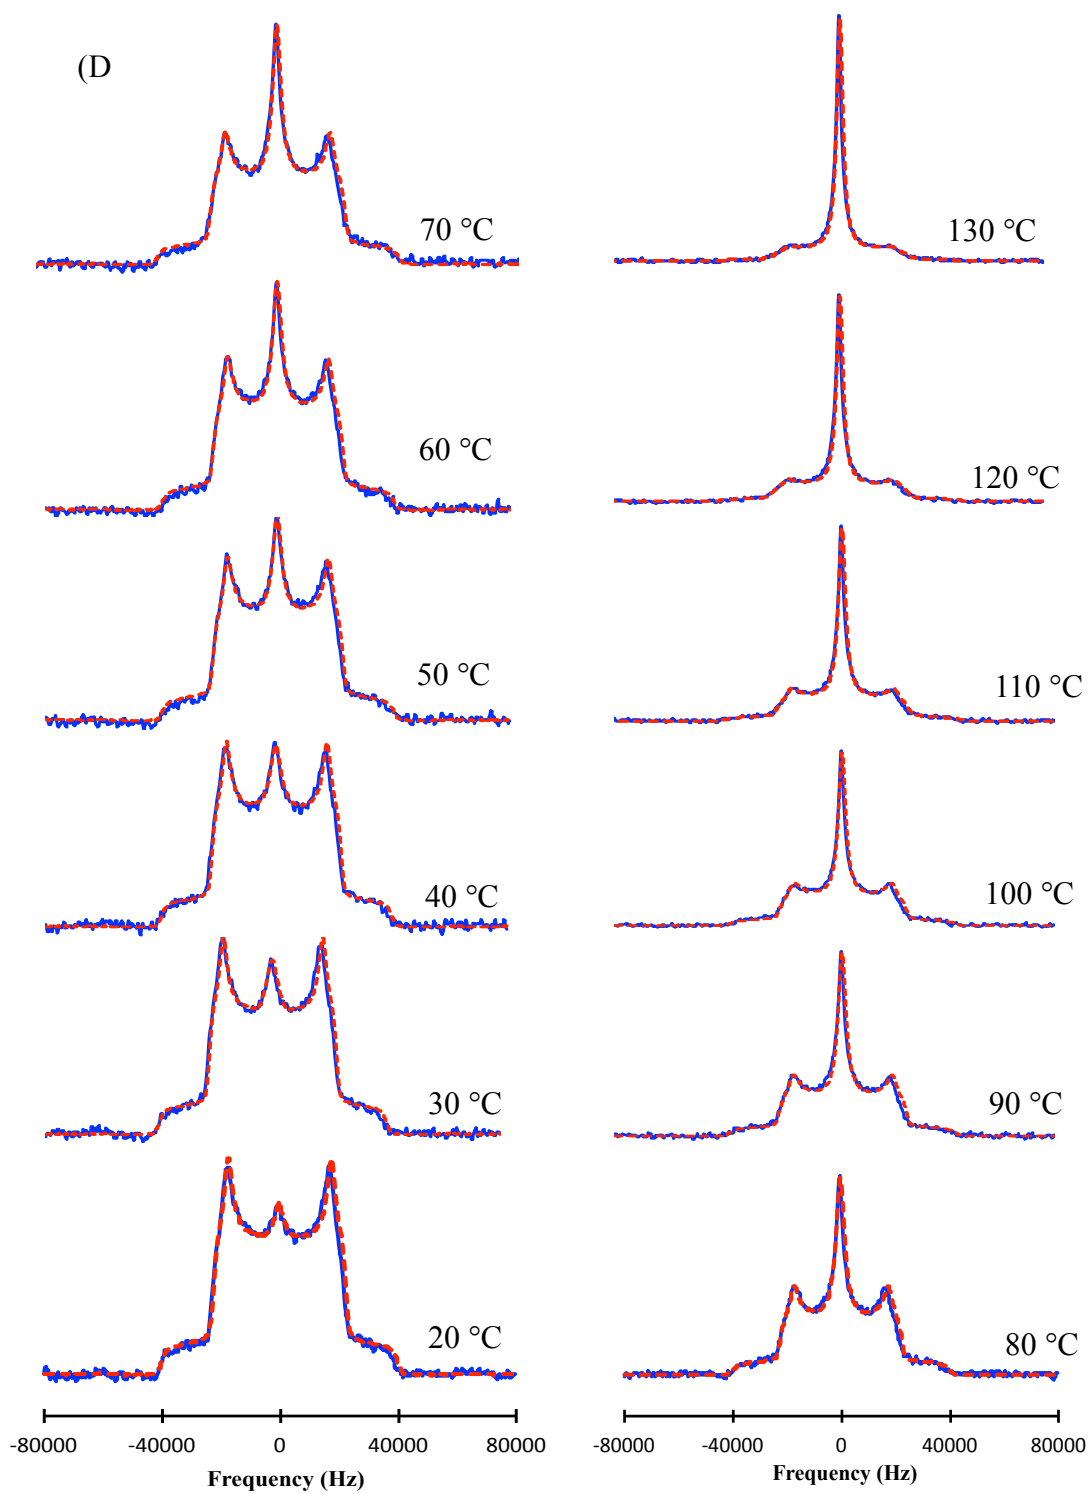 (D
70 °C
60 °C
50 °C
40 °C
30 °C
20 °C
-80000 -40000 0 40000 80000
Frequency (Hz)
130 °C
120 °C
110 °C
100 °C
90 °C
80 °C
-80000 -40000 0 40000 80000
Frequency (Hz)